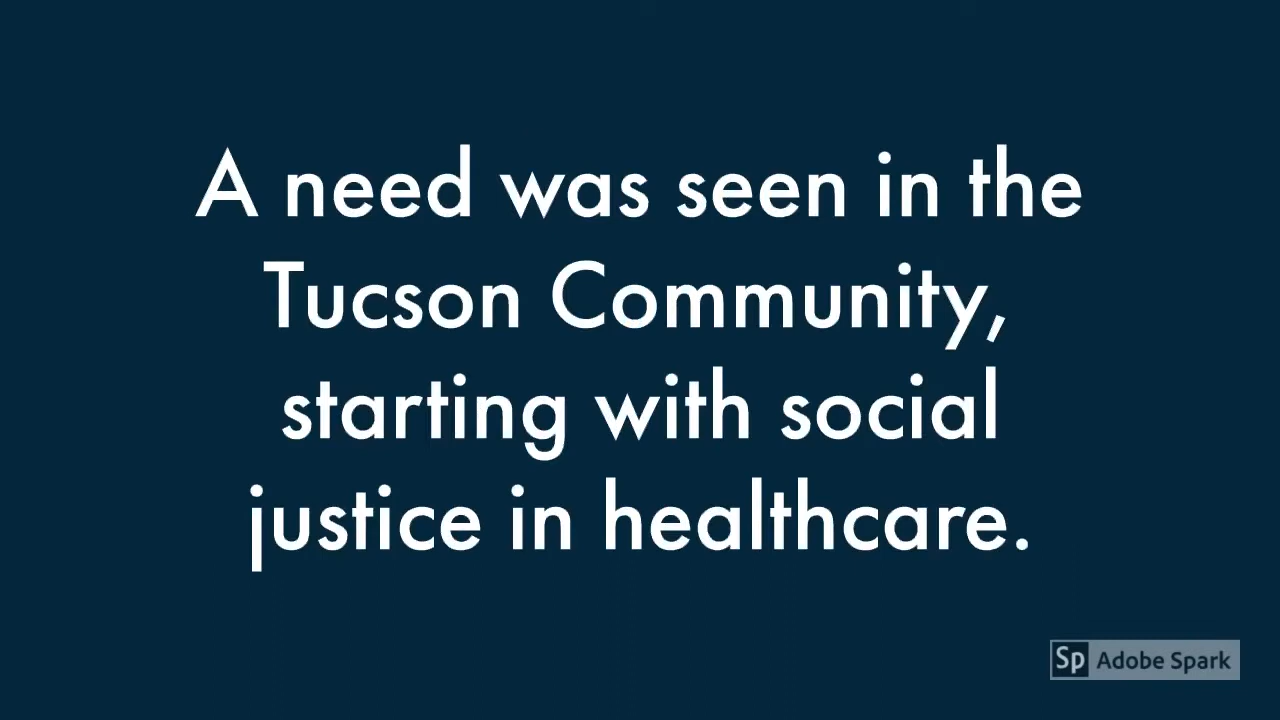 A need was seen in the
Tucson Community,
starting with social
justice in healthcare.
Sp Adobe Spark